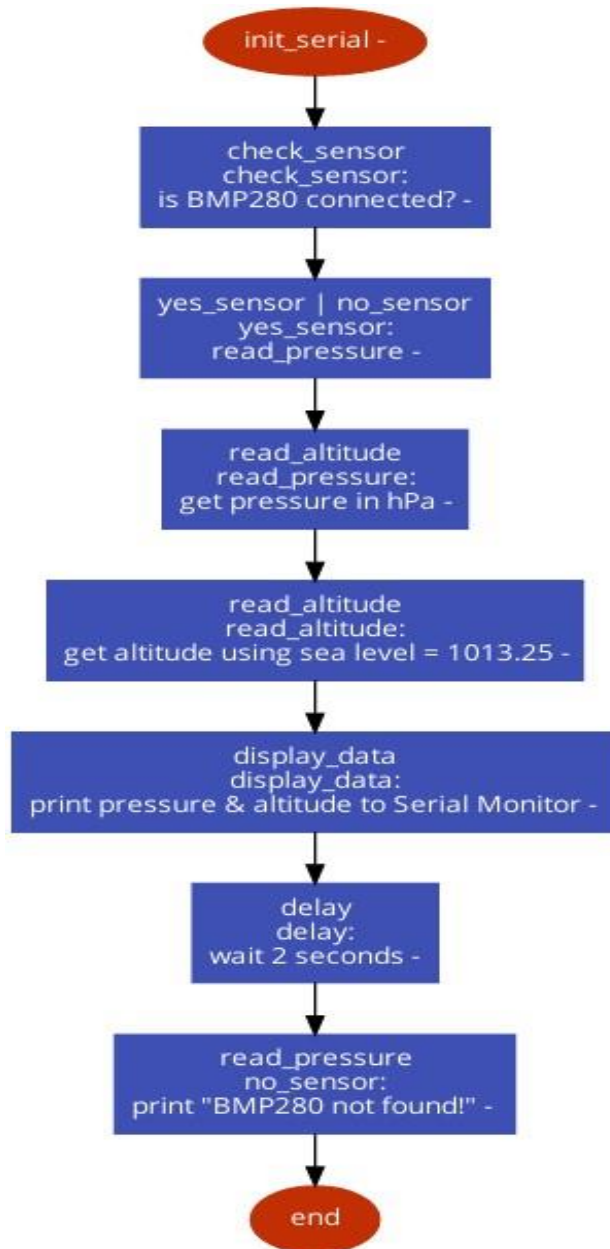 init_serial -
check_sensor
check_sensor:
is BMP280 connected? -
yes_sensor | no_sensor
yes_sensor:
read_pressure -
read_altitude
read_pressure:
get pressure in hPa -
read_altitude
read_altitude:
get altitude using sea level = 1013.25 -
display_data
display_data:
print pressure & altitude to Serial Monitor -
delay
delay:
wait 2 seconds -
read_pressure
no_sensor:
print "BMP280 not found!" -
end